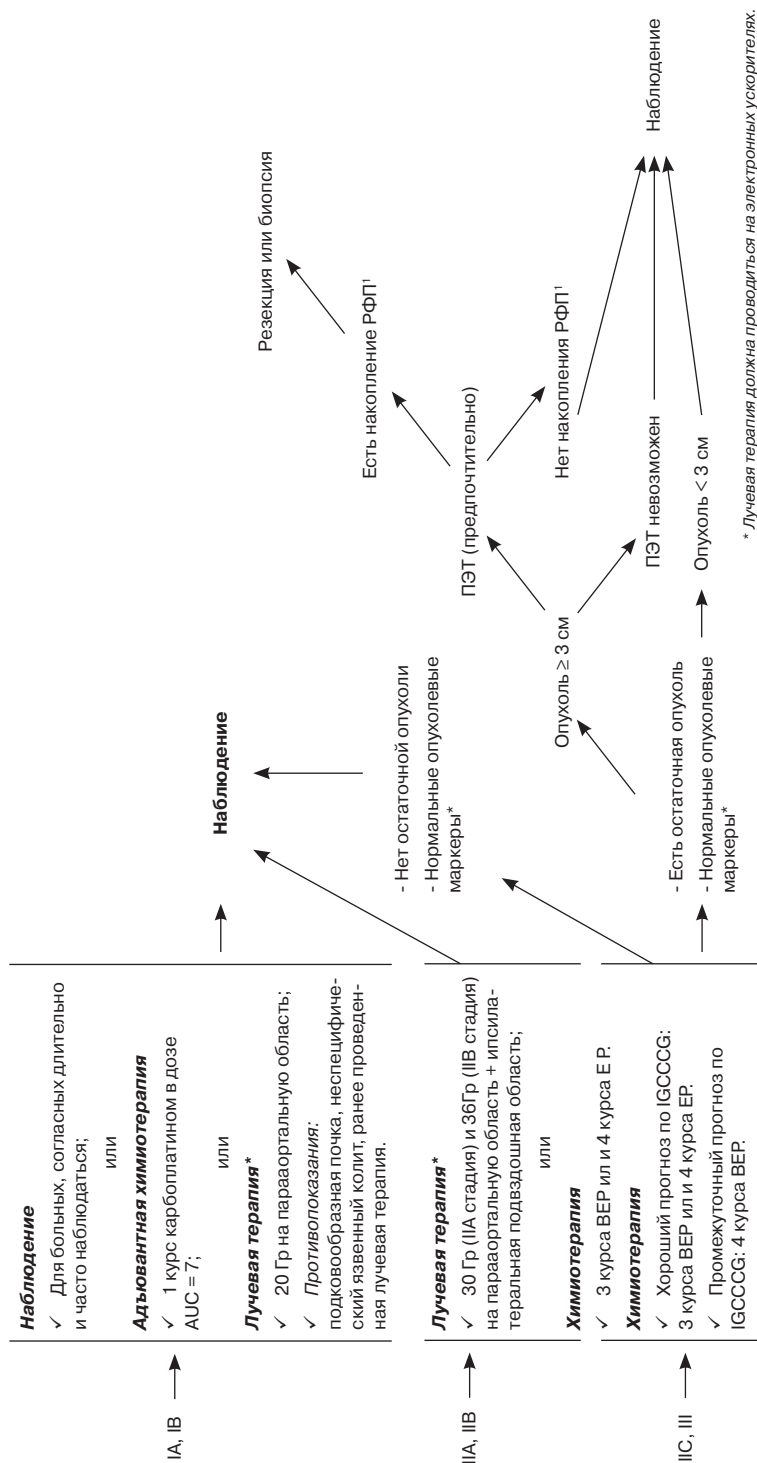 IA, IB
Наблюдение
✓ Для больных, согласных длительно
и часто наблюдаться;
или
Адъювантная химиотерапия
✓ 1 курс карбоплатином в дозе
AUC = 7;
или
Лучевая терапия*
✓ 20 Гр на парааортальную область;
✓ Противопоказания:
подковообразная почка, неспецифиче-
ский язвенный колит, ранее проведен-
ная лучевая терапия.
Наблюдение
IIA, IIB
Лучевая терапия*
✓ 30 Гр (IIA стадия) и 36Гр (IIB стадия)
на парааортальную область + ипсила-
теральная подвздошная область;
или
Химиотерапия
✓ 3 курса BEP ил и 4 курса E P.
IIC, III
Химиотерапия
✓ Хороший прогноз по IGCCCG:
3 курса BEP ил и 4 курса EP.
✓ Промежуточный прогноз по
IGCCCG: 4 курса BEP.
- Нет остаточной опухоли
- Нормальные опухолевые
маркеры*
- Есть остаточная опухоль
- Нормальные опухолевые
маркеры*
Опухоль ≥ 3 см
Опухоль < 3 см
ПЭТ (предпочтительно)
ПЭТ невозможен
Есть накопление РФП¹
Нет накопления РФП¹
Резекция или биопсия
Наблюдение
* Лучевая терапия должна проводиться на электронных ускорителях.